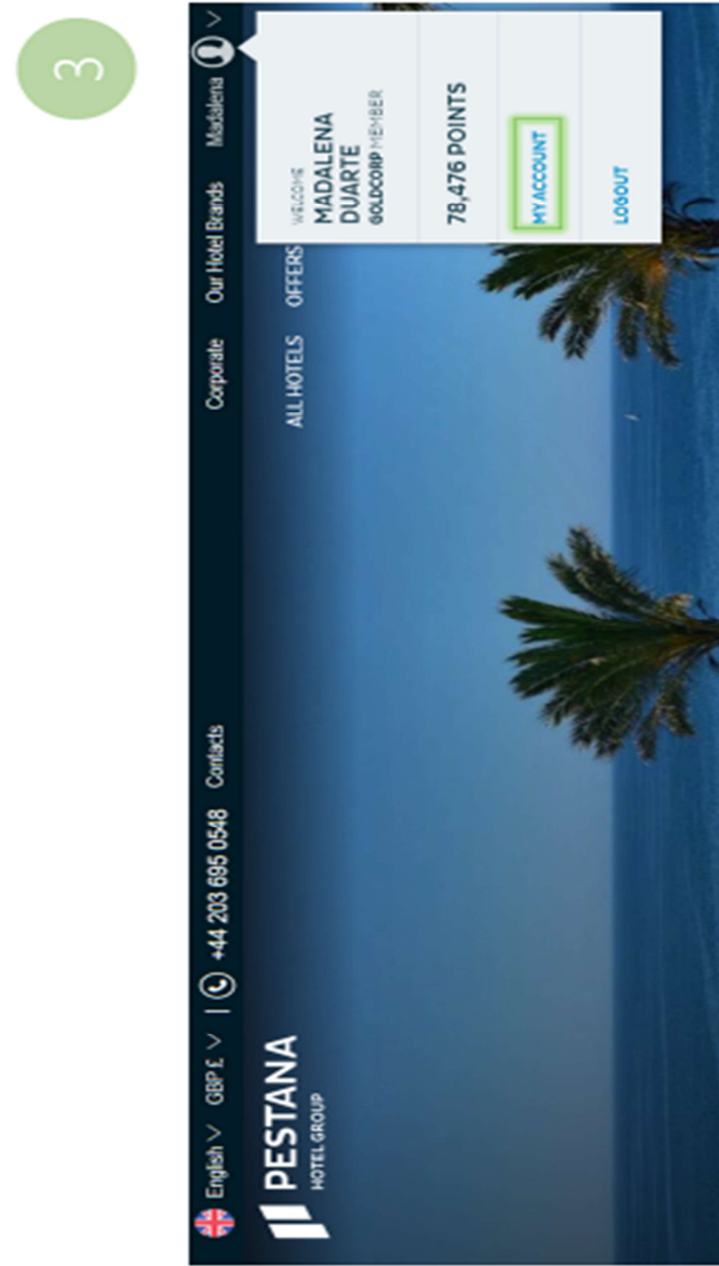 3
English GBP £ | +44 203 695 0548 Contacts Corporate Our Hotel Brands Madalena
PESTANA
HOTEL GROUP
ALL HOTELS OFFERS
WELCOME
MADALENA
DUARTE
GOLDCORP MEMBER
78,476 POINTS
MY ACCOUNT
LOGOUT